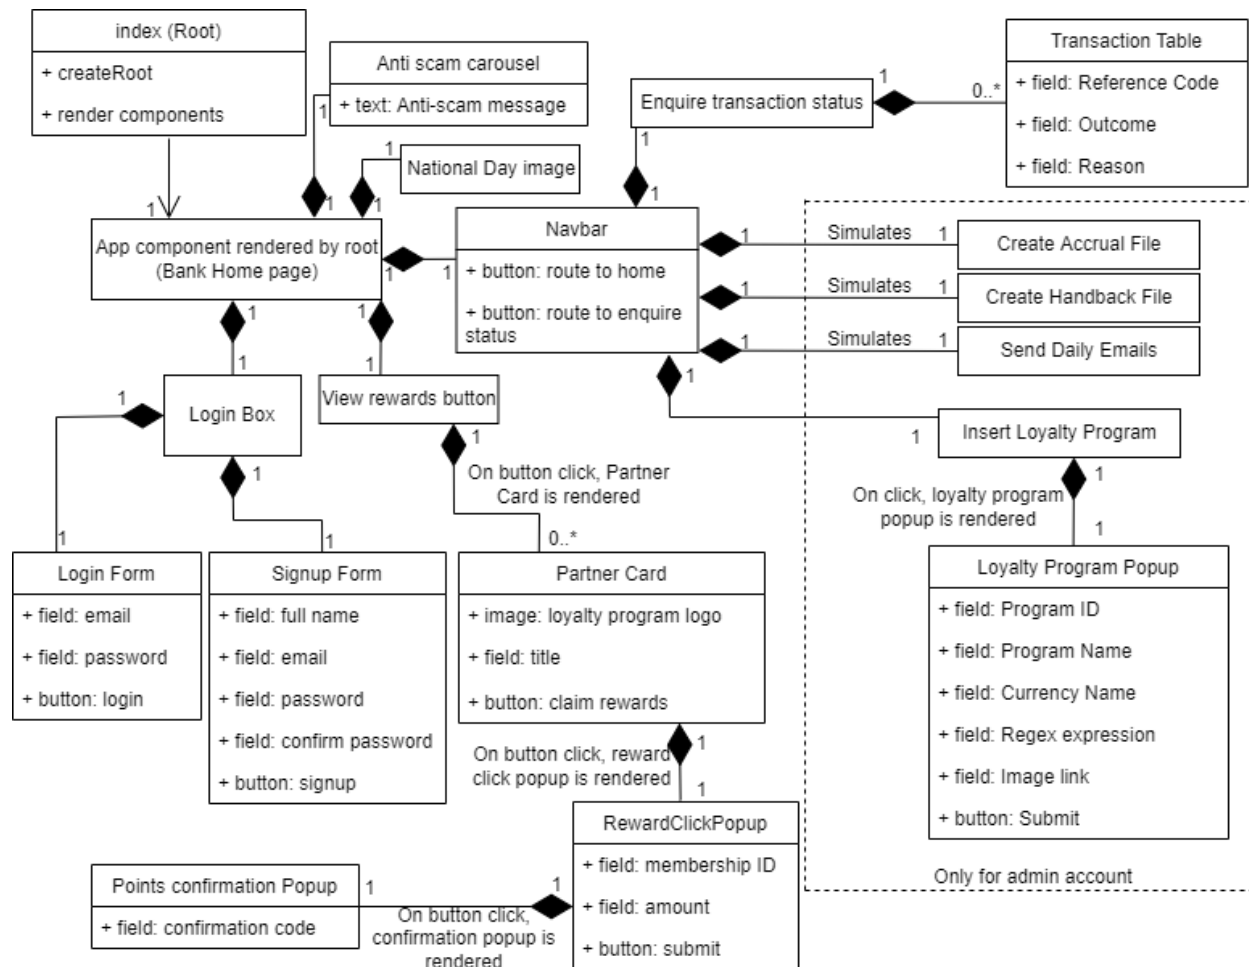 index (Root)
+ createRoot
+ render components
Anti scam carousel
+ text: Anti-scam message
1
1
National Day image
1
1
1
App component rendered by root
(Bank Home page)
1
1
Enquire transaction status
1
0..*
Transaction Table
+ field: Reference Code
+ field: Outcome
+ field: Reason
1
1
Navbar
+ button: route to home
+ button: route to enquire
status
1
Simulates
1
Create Accrual File
1
Simulates
1
Create Handback File
1
Simulates
1
Send Daily Emails
1
1
Insert Loyalty Program
1
On click, loyalty program
popup is rendered
1
Loyalty Program Popup
+ field: Program ID
+ field: Program Name
+ field: Currency Name
+ field: Regex expression
+ field: Image link
+ button: Submit
Only for admin account
1
1
Login Box
1
1
View rewards button
1
On button click, Partner
Card is rendered
0..*
1
1
1
1
Login Form
+ field: email
+ field: password
+ button: login
Signup Form
+ field: full name
+ field: email
+ field: password
+ field: confirm password
+ button: signup
Partner Card
+ image: loyalty program logo
+ field: title
+ button: claim rewards
1
On button click, reward
click popup is rendered
1
RewardClickPopup
+ field: membership ID
+ field: amount
+ button: submit
1
1
On button click,
confirmation popup is
rendered
Points confirmation Popup
+ field: confirmation code